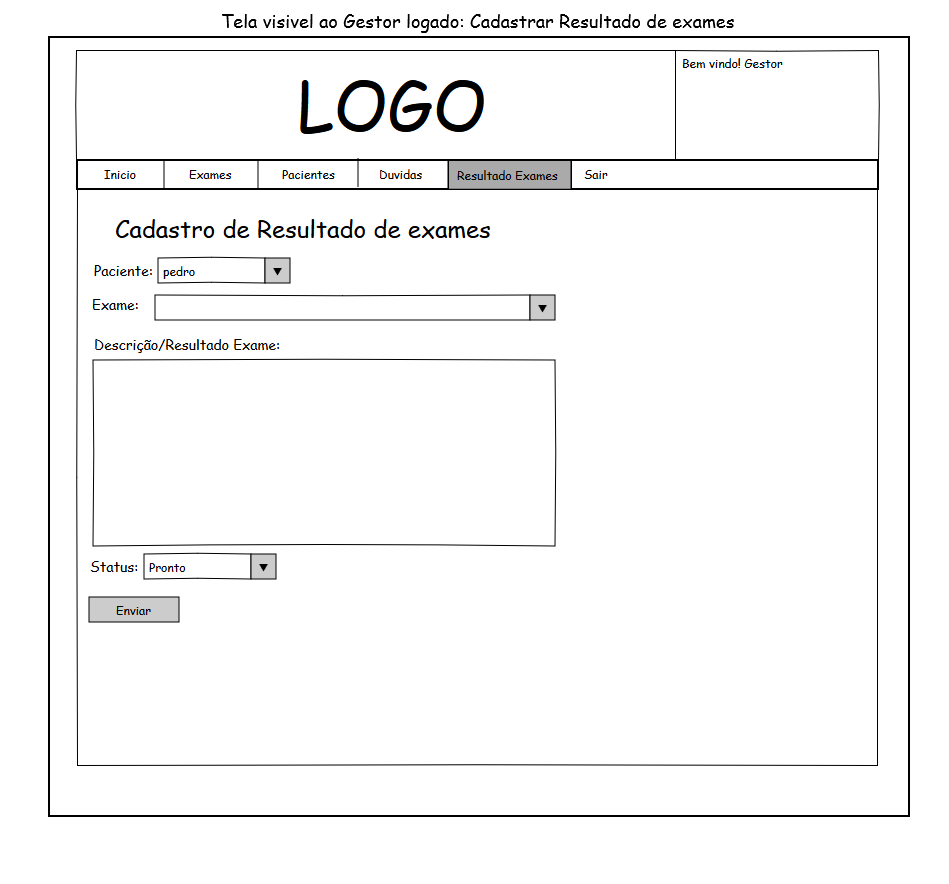 Tela visivel ao Gestor logado: Cadastrar Resultado de exames
LOGO
Bem vindo! Gestor
Inicio Exames Pacientes Duvidas Resultado Exames Sair
Cadastro de Resultado de exames
Paciente: pedro
Exame:
Descrição/Resultado Exame:
Status: Pronto
Enviar